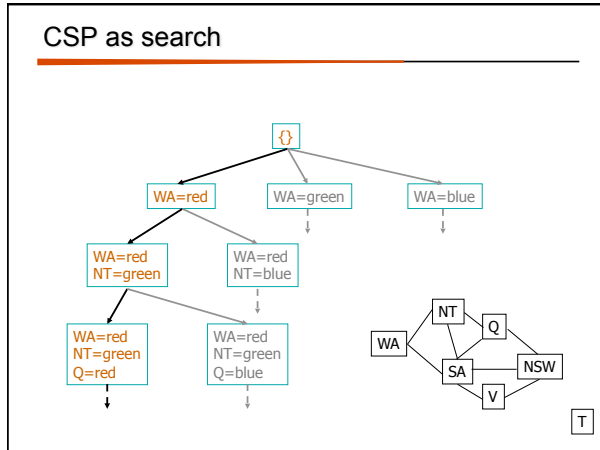 CSP as search
{}
WA=red
WA=green
WA=blue
WA=red
NT=green
WA=red
NT=blue
WA=red
NT=green
Q=red
WA=red
NT=green
Q=blue
NT
Q
WA
SA
NSW
V
T